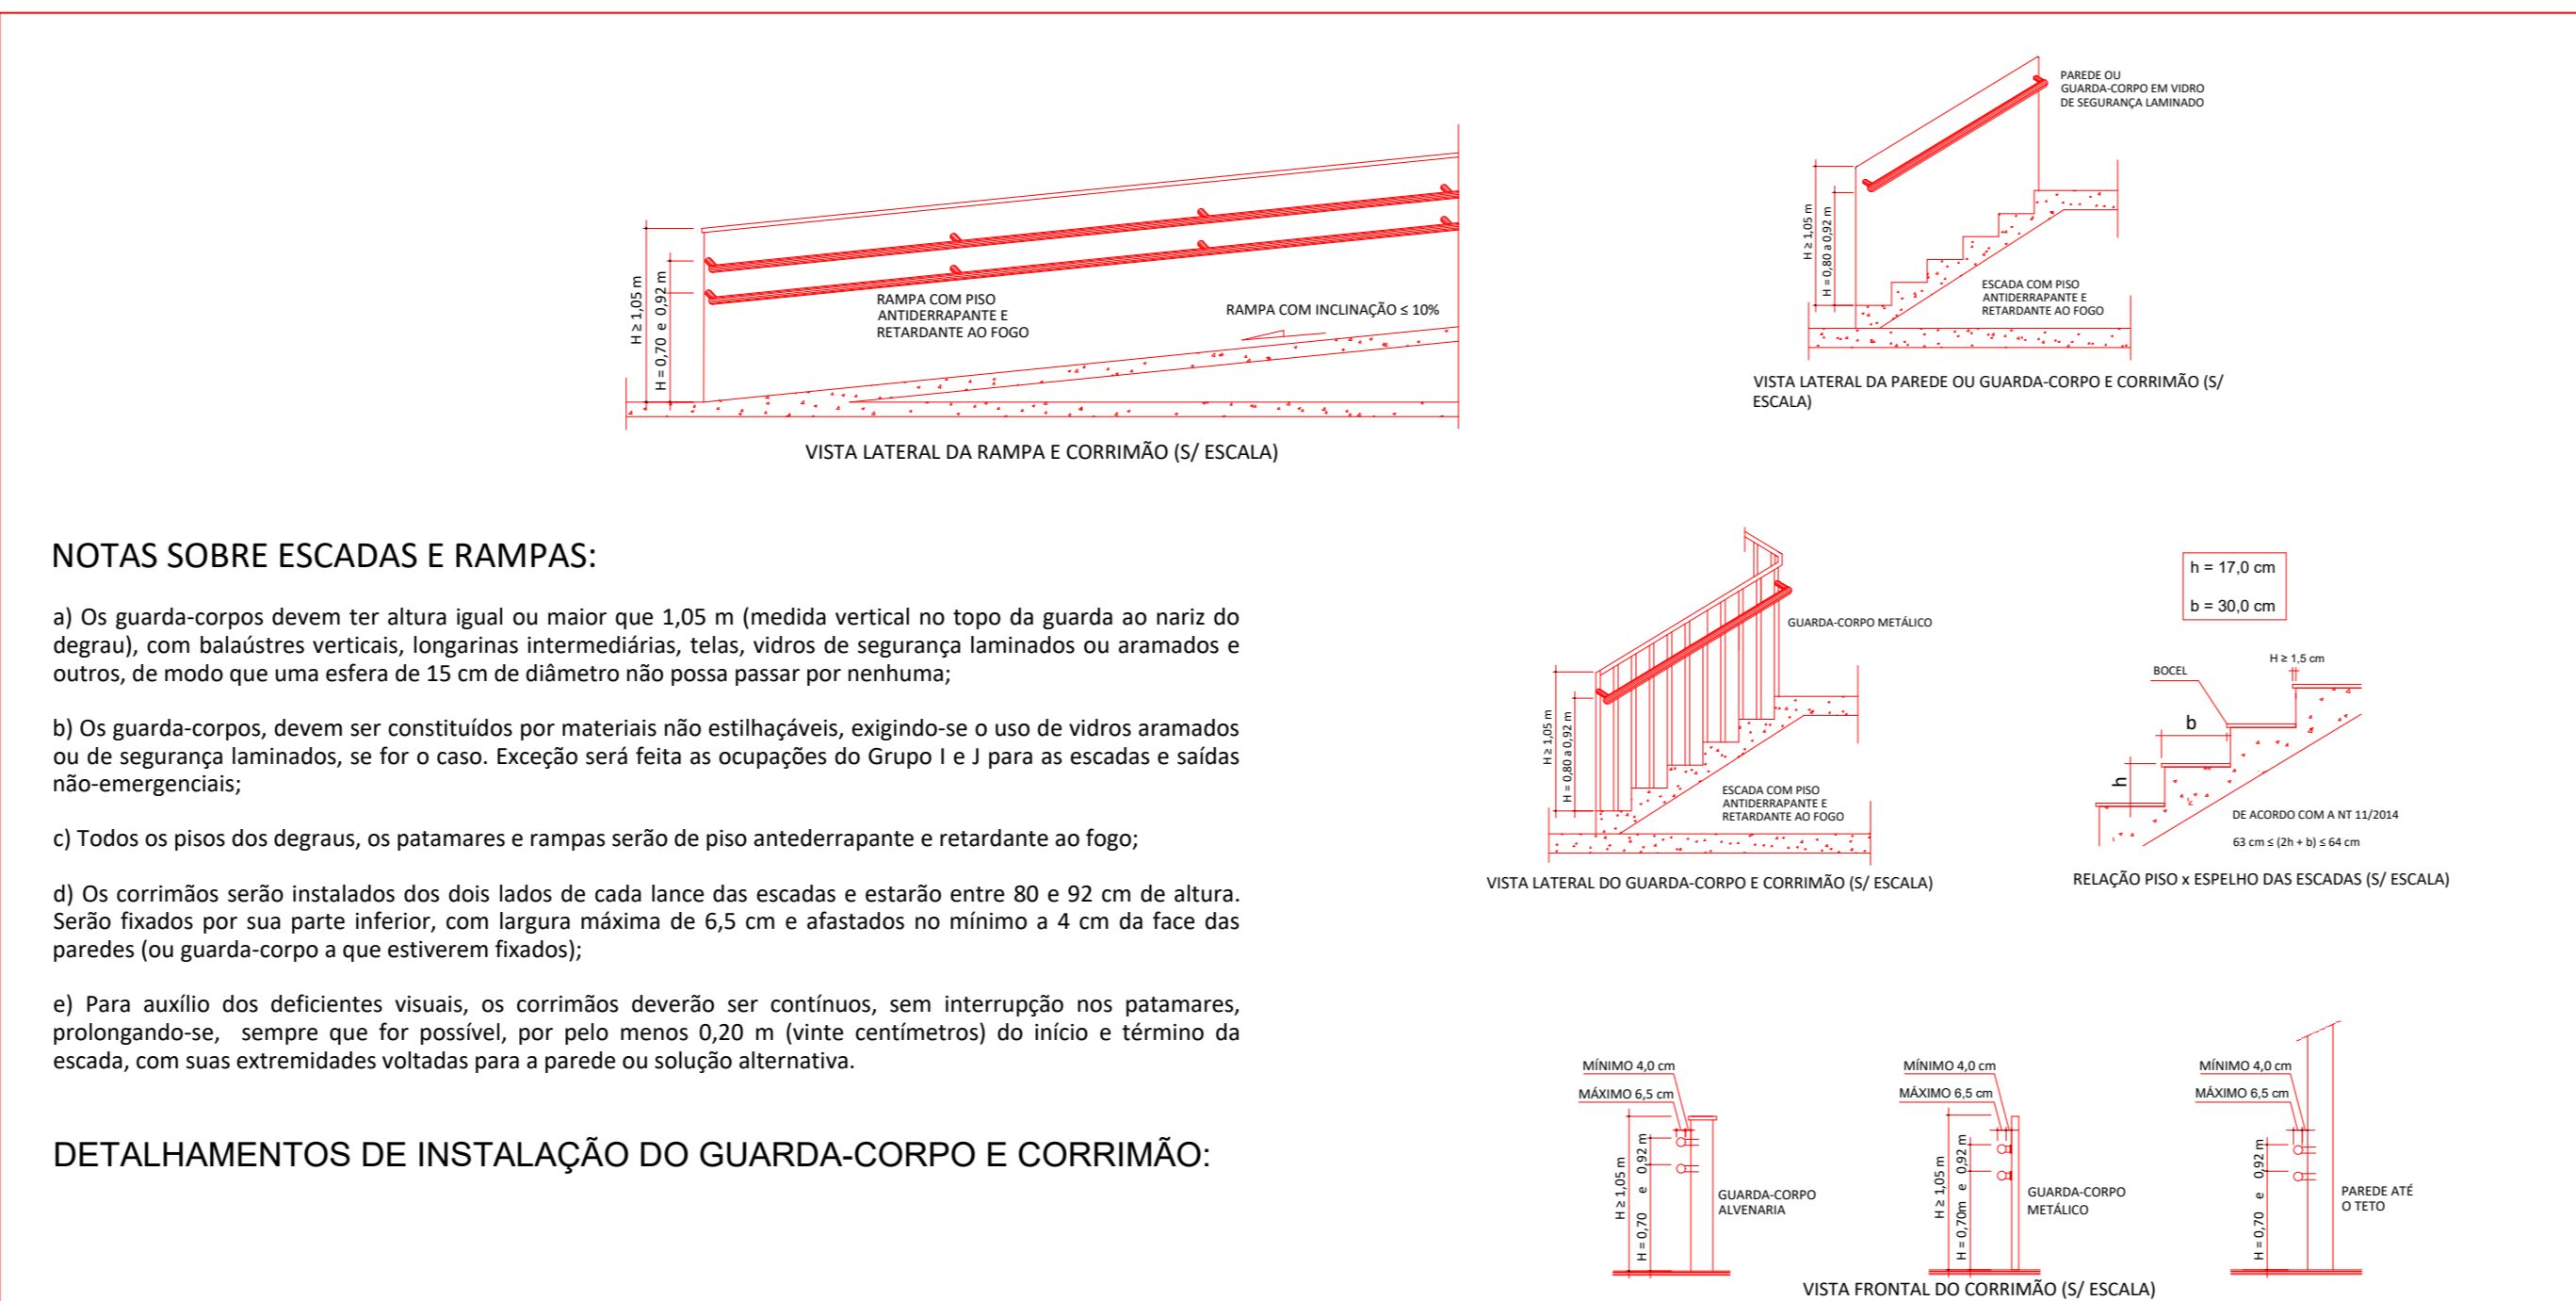 H ≥ 1,05 m
H = 0,70 e 0,92 m
RAMPA COM PISO
ANTIDERRAPANTE E
RETARDANTE AO FOGO
RAMPA COM INCLINAÇÃO ≤ 10%
VISTA LATERAL DA RAMPA E CORRIMÃO (S/ ESCALA)
PAREDE OU
GUARDA-CORPO EM VIDRO
DE SEGURANÇA LAMINADO
H ≥ 1,05 m
H = 0,80 a 0,92 m
ESCADA COM PISO
ANTIDERRAPANTE E
RETARDANTE AO FOGO
VISTA LATERAL DA PAREDE OU GUARDA-CORPO E CORRIMÃO (S/
ESCALA)
NOTAS SOBRE ESCADAS E RAMPAS:
a) Os guarda-corpos devem ter altura igual ou maior que 1,05 m (medida vertical no topo da guarda ao nariz do
degrau), com balaústres verticais, longarinas intermediárias, telas, vidros de segurança laminados ou aramados e
outros, de modo que uma esfera de 15 cm de diâmetro não possa passar por nenhuma;
b) Os guarda-corpos, devem ser constituídos por materiais não estilhaçáveis, exigindo-se o uso de vidros aramados
ou de segurança laminados, se for o caso. Exceção será feita as ocupações do Grupo I e J para as escadas e saídas
não-emergenciais;
c) Todos os pisos dos degraus, os patamares e rampas serão de piso antederrapante e retardante ao fogo;
d) Os corrimãos serão instalados dos dois lados de cada lance das escadas e estarão entre 80 e 92 cm de altura.
Serão fixados por sua parte inferior, com largura máxima de 6,5 cm e afastados no mínimo a 4 cm da face das
paredes (ou guarda-corpo a que estiverem fixados);
e) Para auxílio dos deficientes visuais, os corrimãos deverão ser contínuos, sem interrupção nos patamares,
prolongando-se, sempre que for possível, por pelo menos 0,20 m (vinte centímetros) do início e término da
escada, com suas extremidades voltadas para a parede ou solução alternativa.
DETALHAMENTOS DE INSTALAÇÃO DO GUARDA-CORPO E CORRIMÃO:
GUARDA-CORPO METÁLICO
H ≥ 1,05 m
H = 0,80 a 0,92 m
ESCADA COM PISO
ANTIDERRAPANTE E
RETARDANTE AO FOGO
VISTA LATERAL DO GUARDA-CORPO E CORRIMÃO (S/ ESCALA)
h = 17,0 cm
b = 30,0 cm
H ≥ 1,5 cm
BOCEL
b
h
DE ACORDO COM A NT 11/2014
63 cm ≤ (2h + b) ≤ 64 cm
RELAÇÃO PISO x ESPELHO DAS ESCADAS (S/ ESCALA)
MÍNIMO 4,0 cm
MÁXIMO 6,5 cm
H ≥ 1,05 m
H = 0,70 e 0,92 m
GUARDA-CORPO
ALVENARIA
MÍNIMO 4,0 cm
MÁXIMO 6,5 cm
H ≥ 1,05 m
H = 0,70m e 0,92 m
GUARDA-CORPO
METÁLICO
MÍNIMO 4,0 cm
MÁXIMO 6,5 cm
H = 0,70 e 0,92 m
PAREDE ATÉ
O TETO
VISTA FRONTAL DO CORRIMÃO (S/ ESCALA)